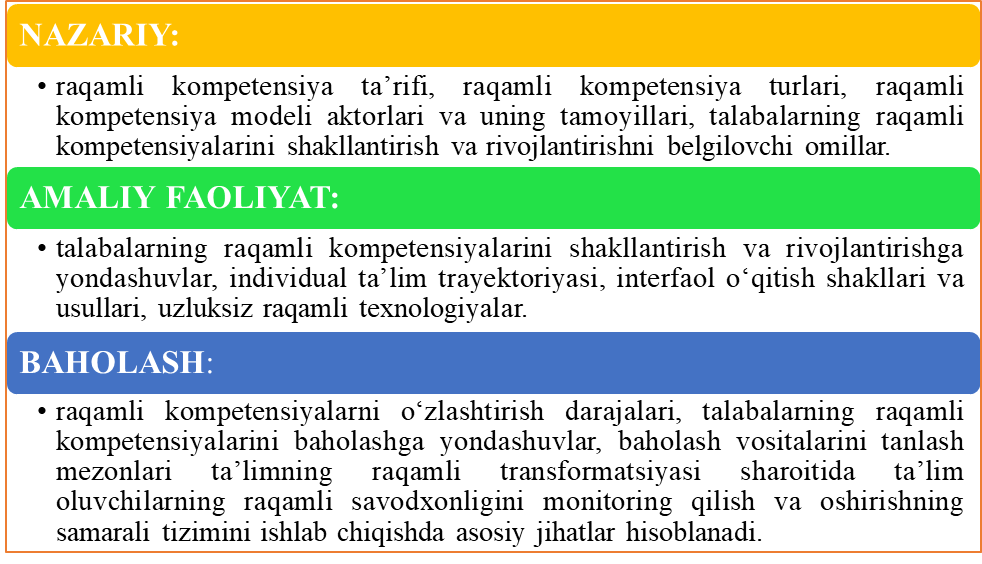 NAZARIY:
• raqamli kompetensiya ta’rifi, raqamli kompetensiya turlari, raqamli
kompetensiya modeli aktorlari va uning tamoyillari, talabalarning raqamli
kompetensiyalarini shakllantirish va rivojlantirishni belgilovchi omillar.
AMALIY FAOLIYAT:
• talabalarning raqamli kompetensiyalarini shakllantirish va rivojlantirishga
yondashuvlar, individual ta’lim trayektoriyasi, interfaol o‘qitish shakllari va
usullari, uzluksiz raqamli texnologiyalar.
BAHOLASH:
• raqamli kompetensiyalarni o‘zlashtirish darajalari, talabalarning raqamli
kompetensiyalarini baholashga yondashuvlar, baholash vositalarini tanlash
mezonlari ta’limning raqamli transformatsiyasi sharoitida ta’lim
oluvchilarning raqamli savodxonligini monitoring qilish va oshirishning
samarali tizimini ishlab chiqishda asosiy jihatlar hisoblanadi.